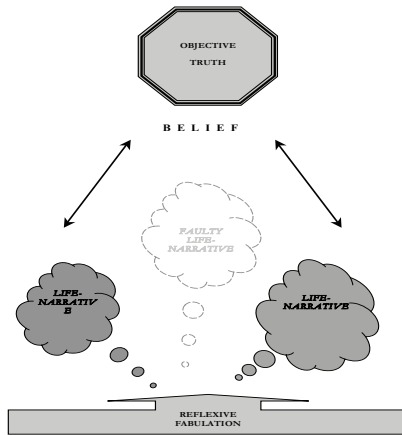 OBJECTIVE
TRUTH
B E L I E F
FAULTY
LIFE-
NARRATIVE
LIFE-
NARRATIV
E
LIFE-
NARRATIVE
REFLEXIVE
FABULATION